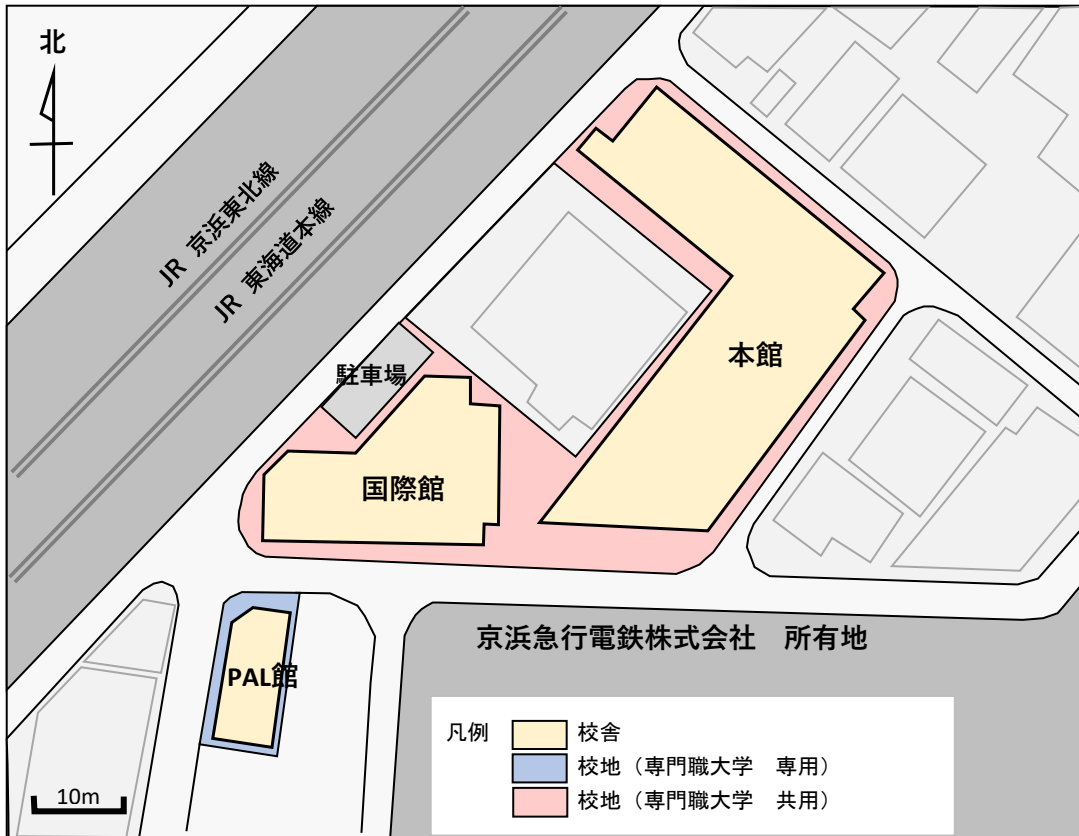 北
JR 京浜東北線
JR 東海道本線
本館
駐車場
国際館
京浜急行電鉄株式会社　所有地
PAL館
凡例
校舎
校地（専門職大学　専用）
校地（専門職大学　共用）
10m